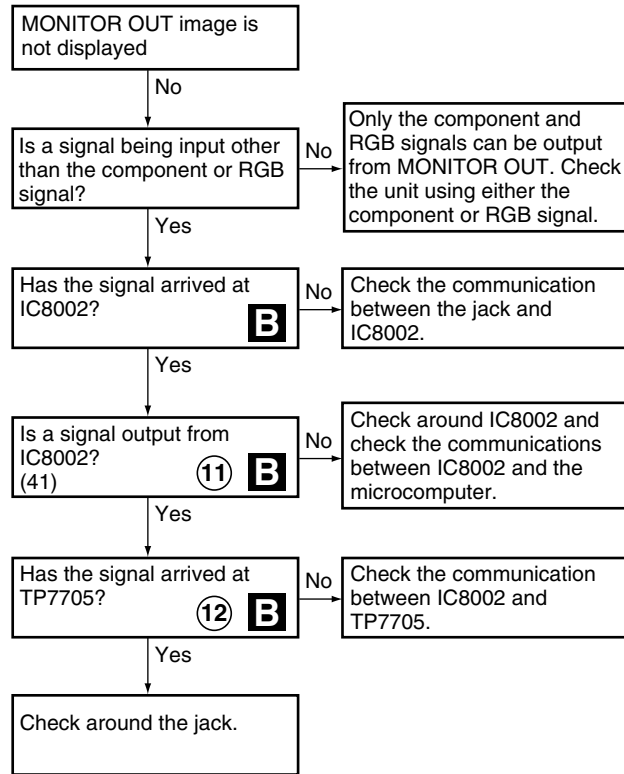 MONITOR OUT image is
not displayed
No
Is a signal being input other
than the component or RGB
signal?
No
Only the component and
RGB signals can be output
from MONITOR OUT. Check
the unit using either the
component or RGB signal.
Yes
Has the signal arrived at
IC8002?
B
No
Check the communication
between the jack and
IC8002.
Yes
Is a signal output from
IC8002?
(41)
11 B
No
Check around IC8002 and
check the communications
between IC8002 and the
microcomputer.
Yes
Has the signal arrived at
TP7705?
12 B
No
Check the communication
between IC8002 and
TP7705.
Yes
Check around the jack.